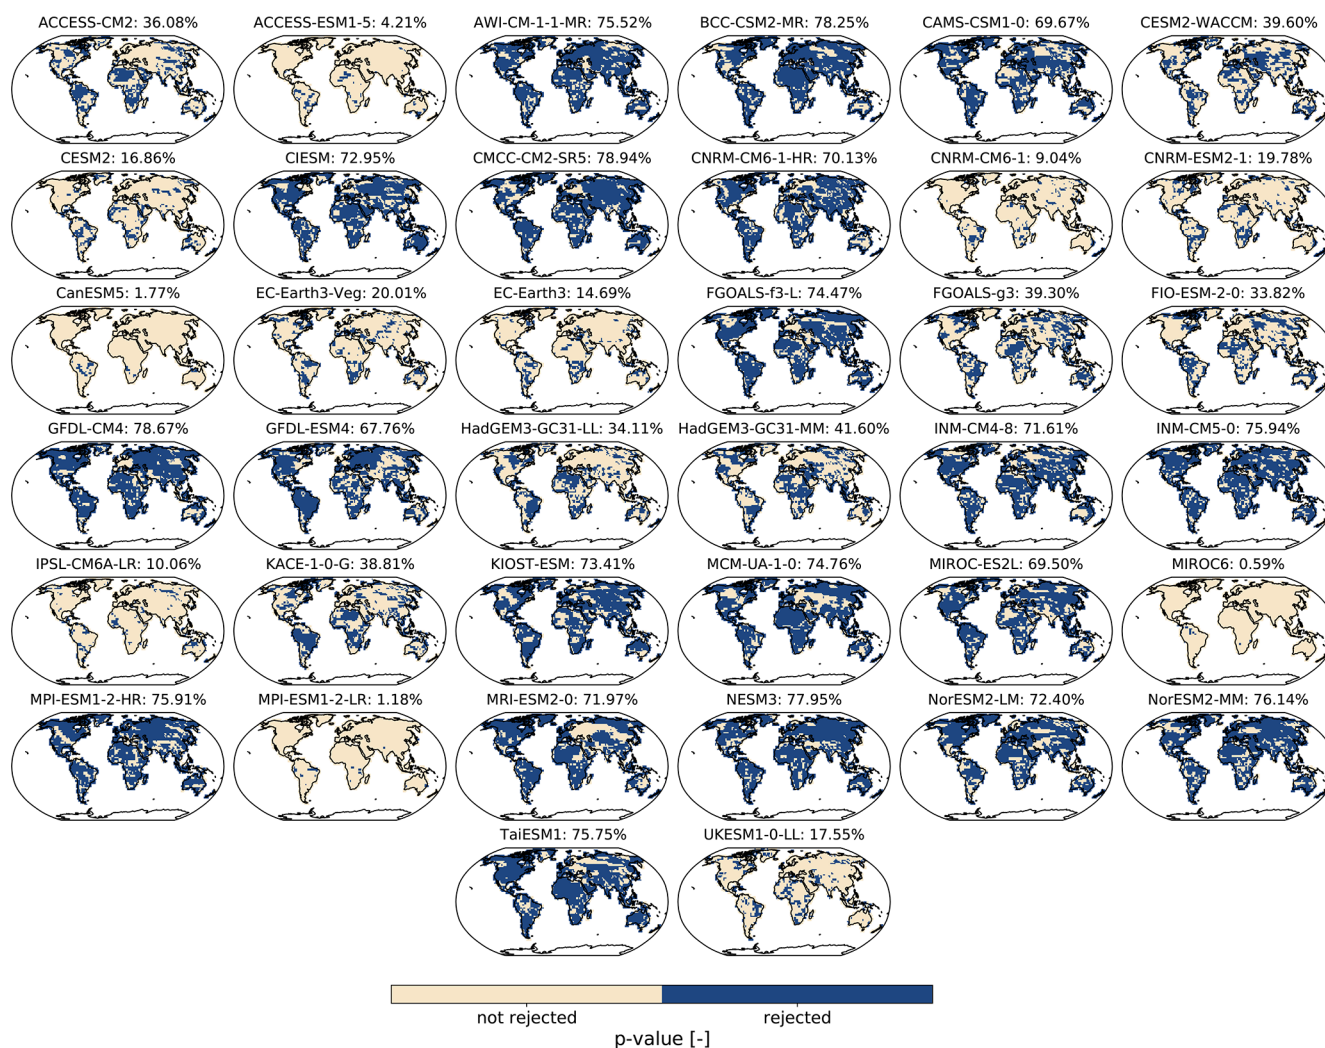 ACCESS-CM2: 36.08% ACCESS-ESM1-5: 4.21% AWI-CM-1-1-MR: 75.52% BCC-CSM2-MR: 78.25% CAMS-CSM1-0: 69.67% CESM2-WACCM: 39.60%
CESM2: 16.86% CIESM: 72.95% CMCC-CM2-SR5: 78.94% CNRM-CM6-1-HR: 70.13% CNRM-CM6-1: 9.04% CNRM-ESM2-1: 19.78%
CanESM5: 1.77% EC-Earth3-Veg: 20.01% EC-Earth3: 14.69% FGOALS-f3-L: 74.47% FGOALS-g3: 39.30% FIO-ESM-2-0: 33.82%
GFDL-CM4: 78.67% GFDL-ESM4: 67.76% HadGEM3-GC31-LL: 34.11% HadGEM3-GC31-MM: 41.60% INM-CM4-8: 71.61% INM-CM5-0: 75.94%
IPSL-CM6A-LR: 10.06% KACE-1-0-G: 38.81% KIOST-ESM: 73.41% MCM-UA-1-0: 74.76% MIROC-ES2L: 69.50% MIROC6: 0.59%
MPI-ESM1-2-HR: 75.91% MPI-ESM1-2-LR: 1.18% MRI-ESM2-0: 71.97% NESM3: 77.95% NorESM2-LM: 72.40% NorESM2-MM: 76.14%
TaiESM1: 75.75% UKESM1-0-LL: 17.55%
not rejected rejected
p-value [-]